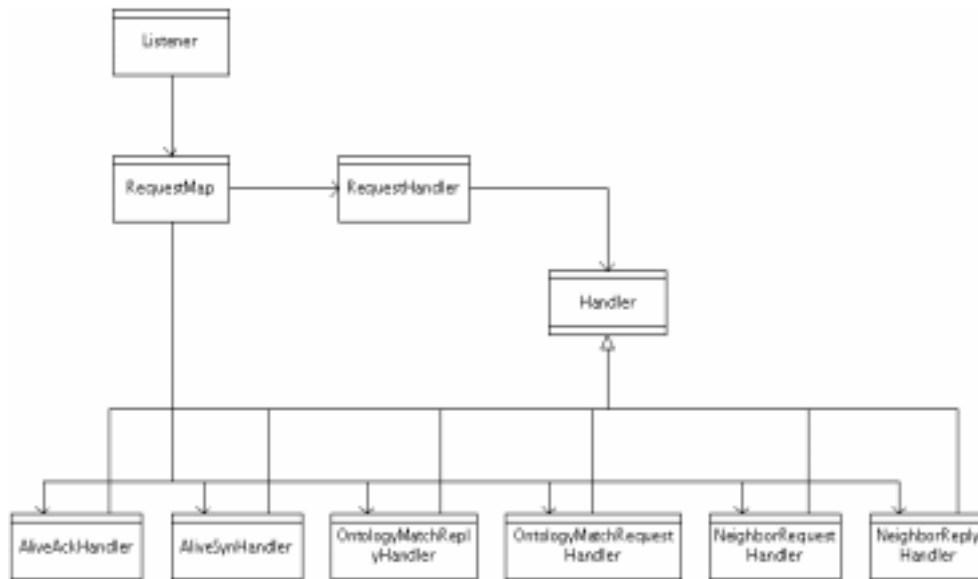 Listener
RequestMap
RequestHandler
Handler
AliveAckHandler
AliveSynHandler
OntologyMatchRepl
yHandler
OntologyMatchRequest
Handler
NeighborRequest
Handler
NeighborReply
Handler